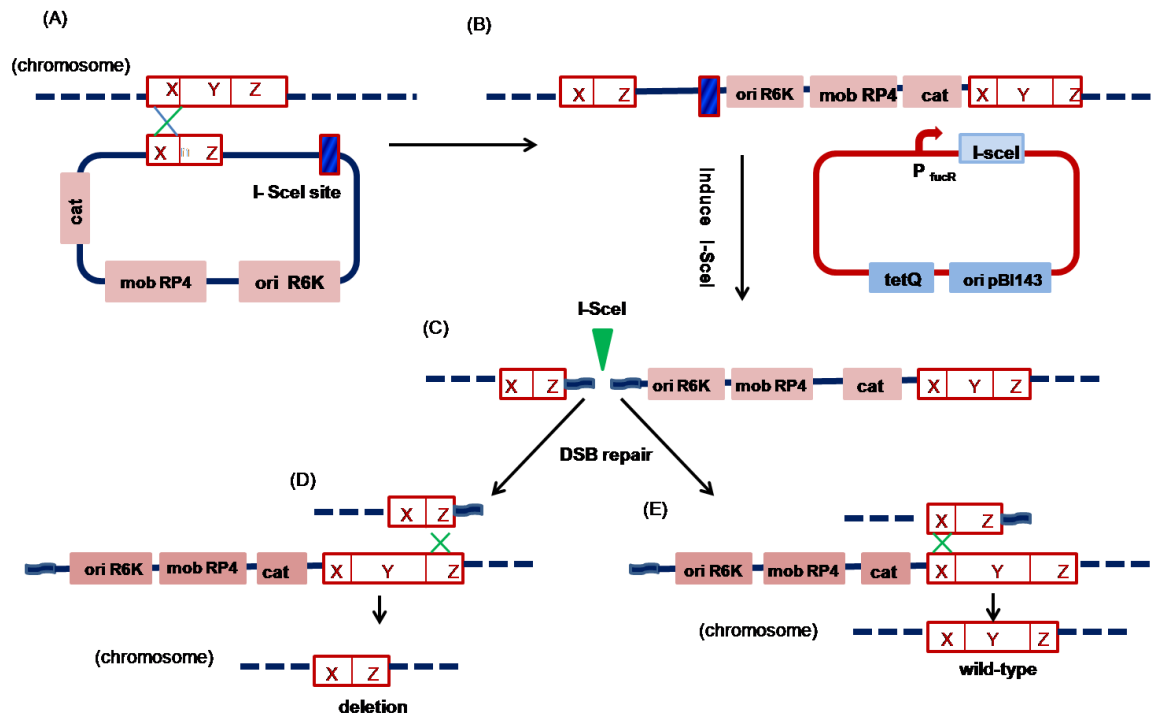 (A)
(chromosome)
X Y Z
X Z
I- SceI site
cat
mob RP4
ori R6K
(B)
X Z
ori R6K
mob RP4
cat
X Y Z
Induce I-SceI
P fucR
I-sceI
tetQ
ori pBI143
(C)
I-SceI
X Z
ori R6K
mob RP4
cat
X Y Z
DSB repair
(D)
X Z
ori R6K
mob RP4
cat
X Y Z
(chromosome)
X Z
deletion
(E)
X Z
ori R6K
mob RP4
cat
X Y Z
(chromosome)
X Y Z
wild-type